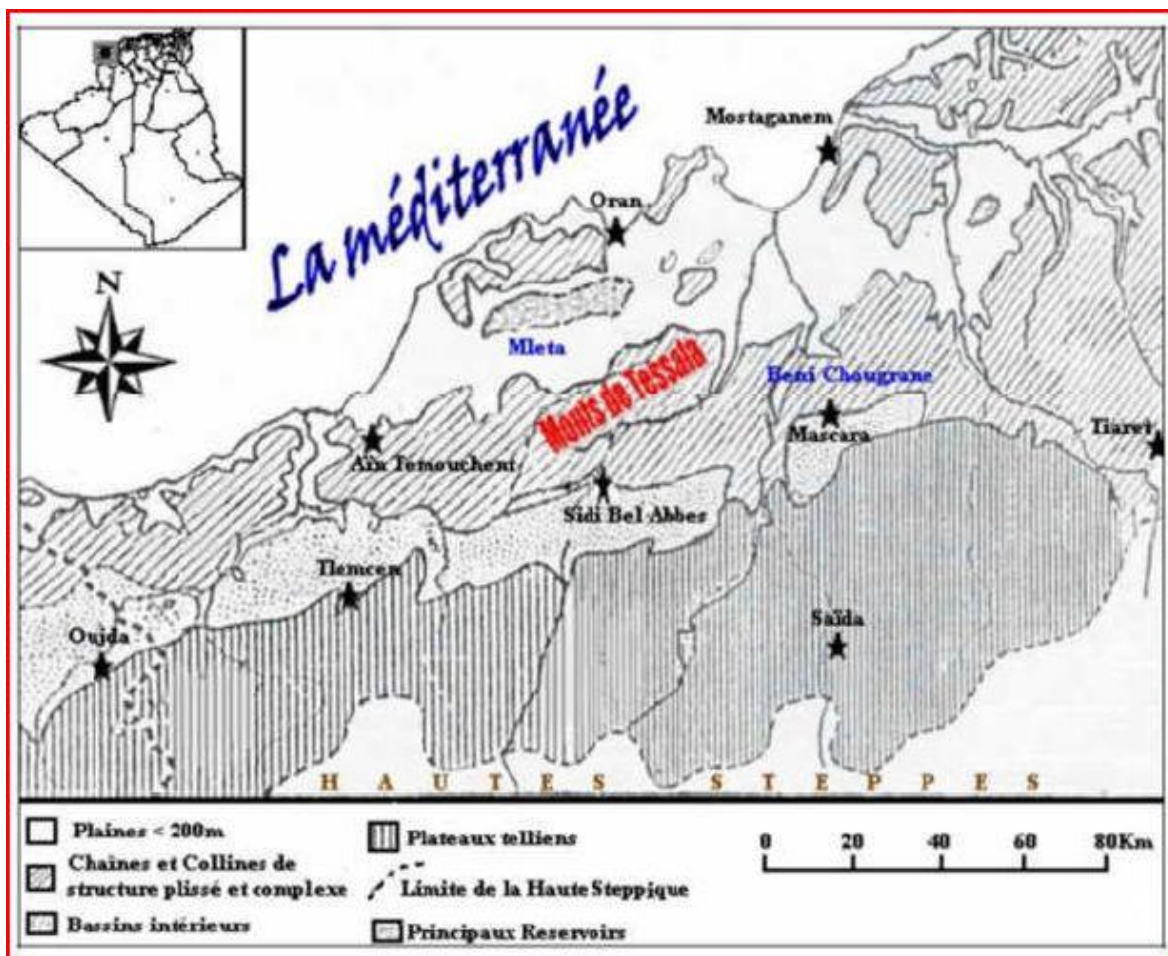 La méditerranée
Mostaganem
Oran
N
Mleta
Monts de Tessala
Beni Chougrane
Aïn Temouchent
Mascara
Tiaret
Sidi Bel Abbes
Tlemcen
Saïda
Oujda
HAUTES STEPPES
Plaines < 200m
Chaines et Collines de
structure plissé et complexe
Bassins intérieurs
Plateaux telliens
Limite de la Haute Steppique
Principaux Reservoirs
0 20 40 60 80Km